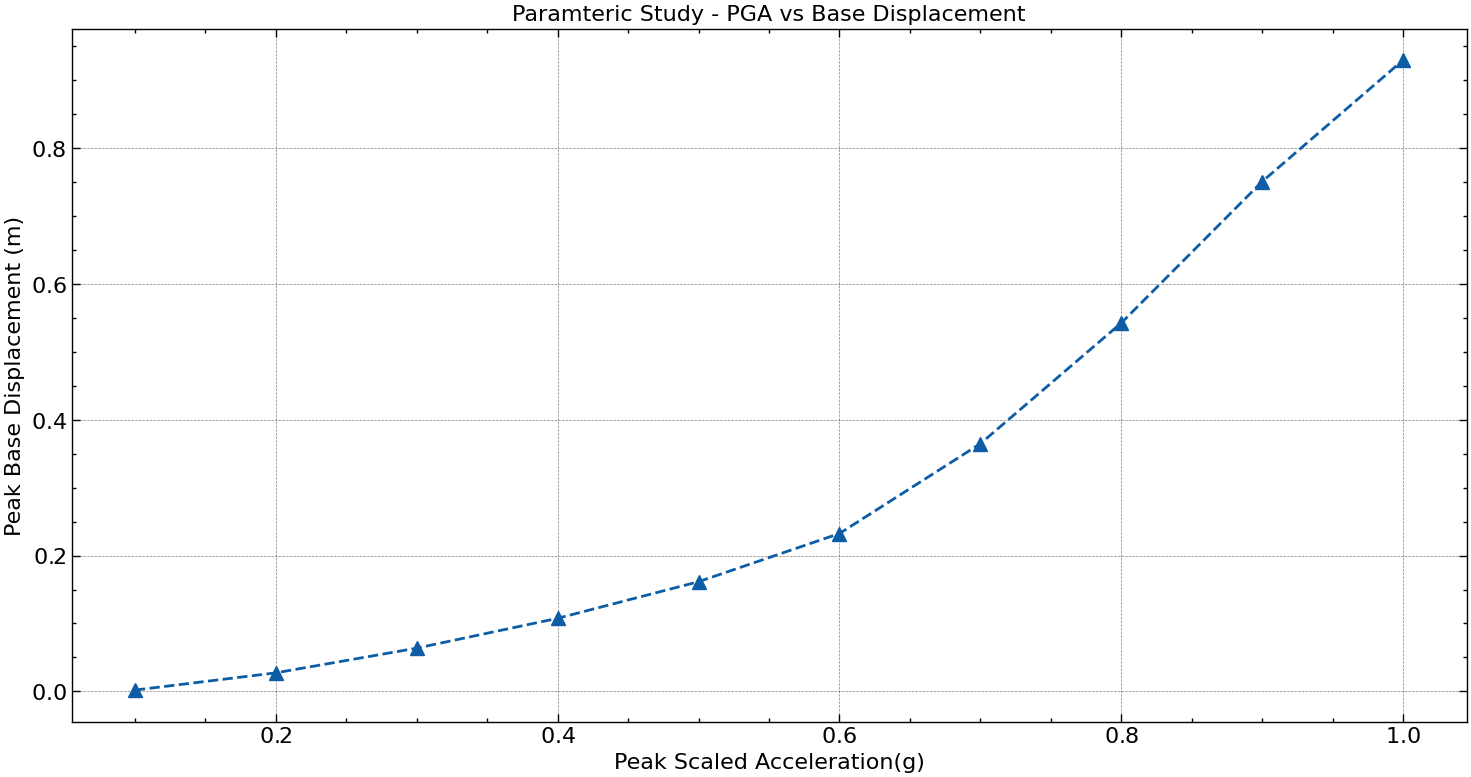 Paramteric Study - PGA vs Base Displacement
Peak Base Displacement (m)
0.8
0.6
0.4
0.2
0.0
0.2 0.4 0.6 0.8 1.0
Peak Scaled Acceleration(g)